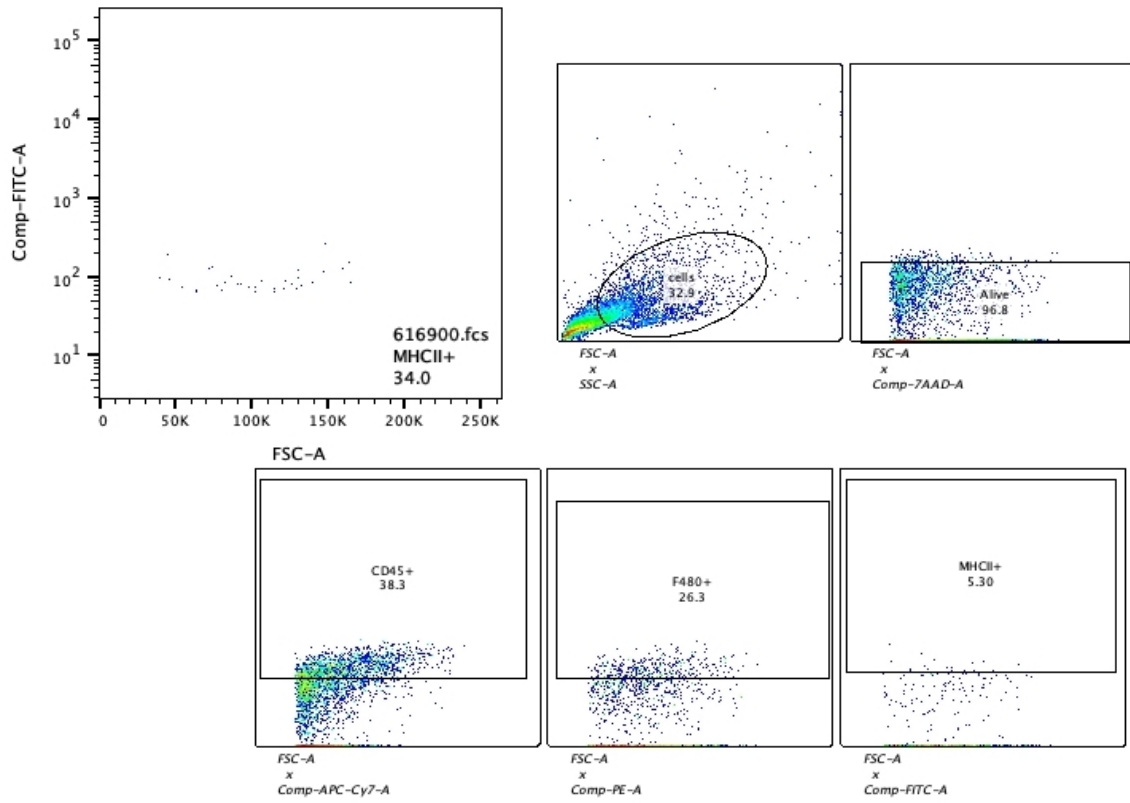 10^5
10^4
10^3
10^2
10^1
Comp-FITC-A
616900.fcs
MHCII+
34.0
0 50K 100K 150K 200K 250K
FSC-A
cells
32.9
FSC-A
x
SSC-A
Alive
96.8
FSC-A
x
Comp-7AAD-A
CD45+
38.3
FSC-A
x
Comp-APC-Cy7-A
F480+
26.3
FSC-A
x
Comp-PE-A
MHCII+
5.30
FSC-A
x
Comp-FITC-A